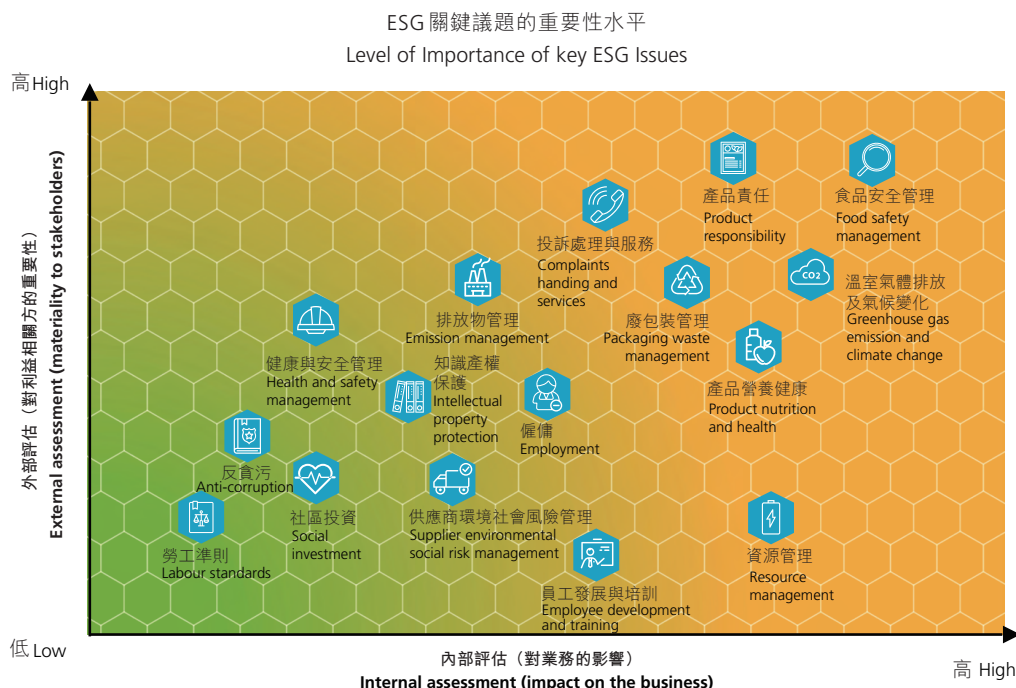 ESG關鍵議題的重要性水平
Level of Importance of key ESG Issues
高High
外部評估（對利益相關方的重要性）
External assessment (materiality to stakeholders)
產品責任
Product
responsibility
食品安全管理
Food safety
management
投訴處理與服務
Complaints
handing and
services
溫室氣體排放
及氣候變化
Greenhouse gas
emission and
climate change
CO2
排放物管理
Emission management
廢包裝管理
Packaging waste
management
健康與安全管理
Health and safety
management
知識產權
保護
Intellectual
property
protection
產品營養健康
Product nutrition
and health
僱傭
Employment
反貪污
Anti-corruption
社區投資
Social
investment
供應商環境社會風險管理
Supplier environmental
social risk management
勞工準則
Labour standards
資源管理
Resource
management
員工發展與培訓
Employee development
and training
低 Low
內部評估（對業務的影響）
Internal assessment (impact on the business)
高 High